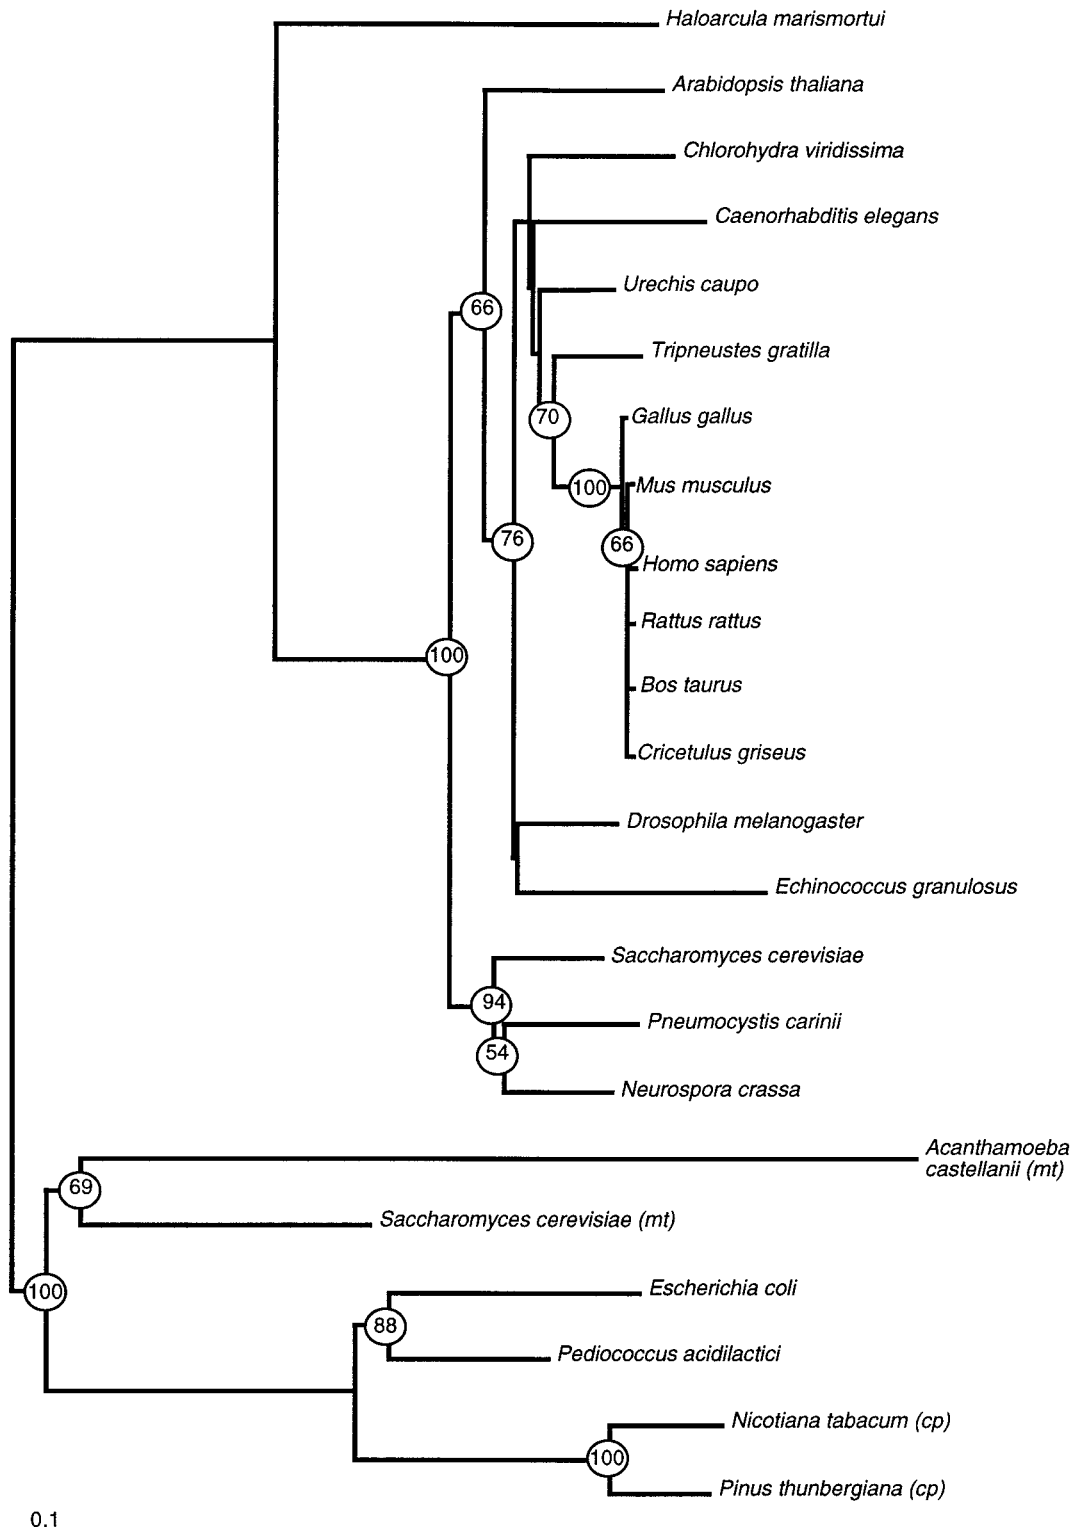 Haloarcula marismortui
Arabidopsis thaliana
Chlorohydra viridissima
Caenorhabditis elegans
Urechis caupo
66
Tripneustes gratilla
Gallus gallus
70
Mus musculus
100
76
66
Homo sapiens
Rattus rattus
100
Bos taurus
Cricetulus griseus
Drosophila melanogaster
Echinococcus granulosus
Saccharomyces cerevisiae
94
Pneumocystis carinii
54
Neurospora crassa
Acanthamoeba
castellanii (mt)
69
Saccharomyces cerevisiae (mt)
100
Escherichia coli
88
Pediococcus acidilactici
Nicotiana tabacum (cp)
100
Pinus thunbergiana (cp)
0.1